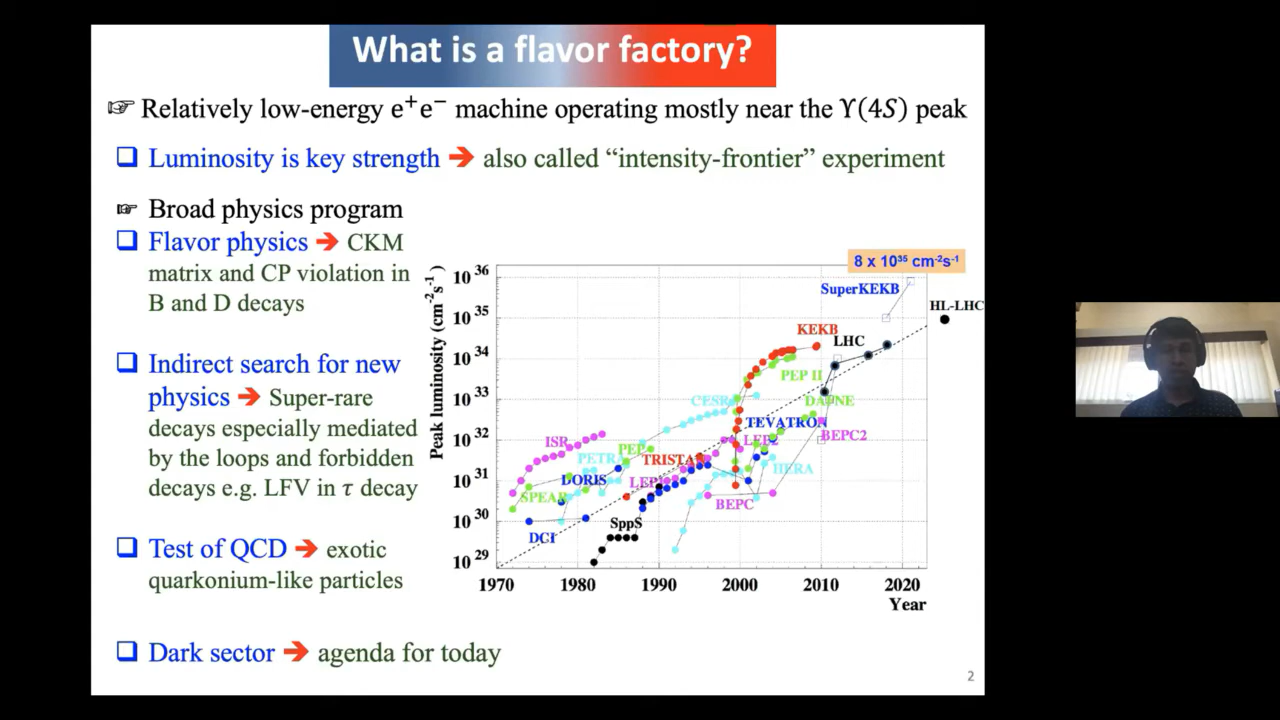 What is a flavor factory?
☞ Relatively low-energy e⁺e⁻ machine operating mostly near the ϒ(4S) peak
❑ Luminosity is key strength ➔ also called “intensity-frontier” experiment
☞ Broad physics program
❑ Flavor physics ➔ CKM
matrix and CP violation in
B and D decays
❑ Indirect search for new
physics ➔ Super-rare
decays especially mediated
by the loops and forbidden
decays e.g. LFV in τ decay
❑ Test of QCD ➔ exotic
quarkonium-like particles
❑ Dark sector ➔ agenda for today
8 x 10³⁵ cm⁻²s⁻¹
Peak luminosity (cm⁻²s⁻¹)
10³⁶
10³⁵
10³⁴
10³³
10³²
10³¹
10³⁰
10²⁹
SuperKEKB
HL-LHC
KEKB
LHC
PEP II
CESR
DAFNE
TEVATRON
ISR
PEP
LEP2
BEPC2
PETRA
TRISTAN
HERA
DORIS
LEP1
SPEAR
BEPC
SppS
DCI
1970 1980 1990 2000 2010 2020
Year
2